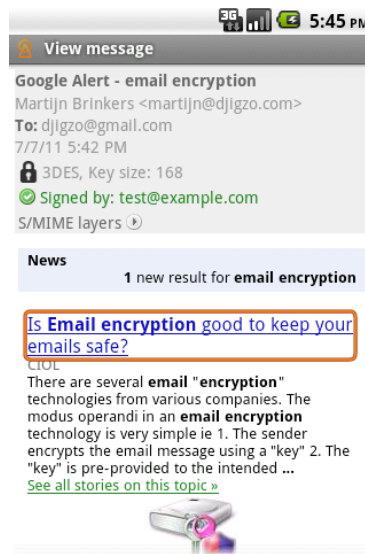 3G 5:45 PM
View message
Google Alert - email encryption
Martijn Brinkers <martijn@djigzo.com>
To: djigzo@gmail.com
7/7/11 5:42 PM
3DES, Key size: 168
Signed by: test@example.com
S/MIME layers
News
1 new result for email encryption
Is Email encryption good to keep your
emails safe?
CIOL
There are several email "encryption"
technologies from various companies. The
modus operandi in an email encryption
technology is very simple ie 1. The sender
encrypts the email message using a "key" 2. The
"key" is pre-provided to the intended ...
See all stories on this topic »